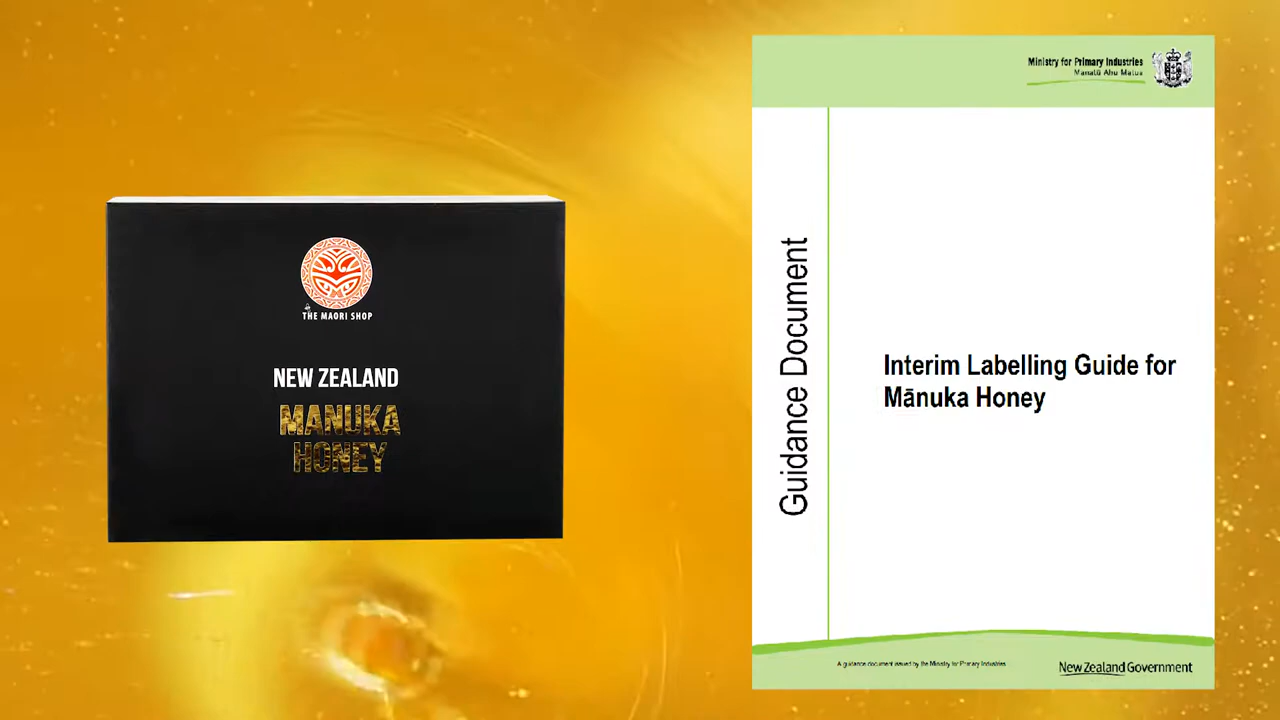 THE MAORI SHOP
NEW ZEALAND
MANUKA
HONEY
Ministry for Primary Industries
Manatū Ahu Matua
Guidance Document
Interim Labelling Guide for
Mānuka Honey
A guidance document issued by the Ministry for Primary Industries
New Zealand Government